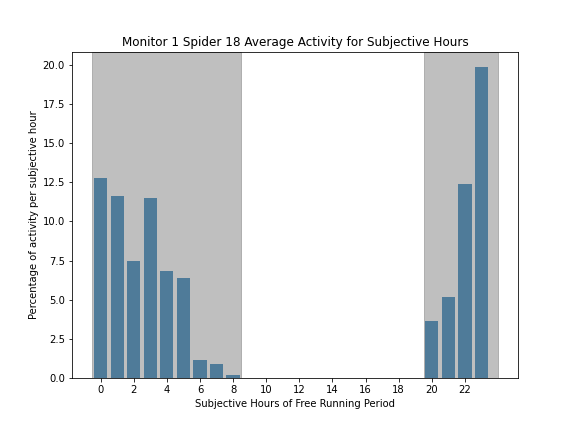 Monitor 1 Spider 18 Average Activity for Subjective Hours
Percentage of activity per subjective hour
20.0
17.5
15.0
12.5
10.0
7.5
5.0
2.5
0.0
0 2 4 6 8 10 12 14 16 18 20 22
Subjective Hours of Free Running Period